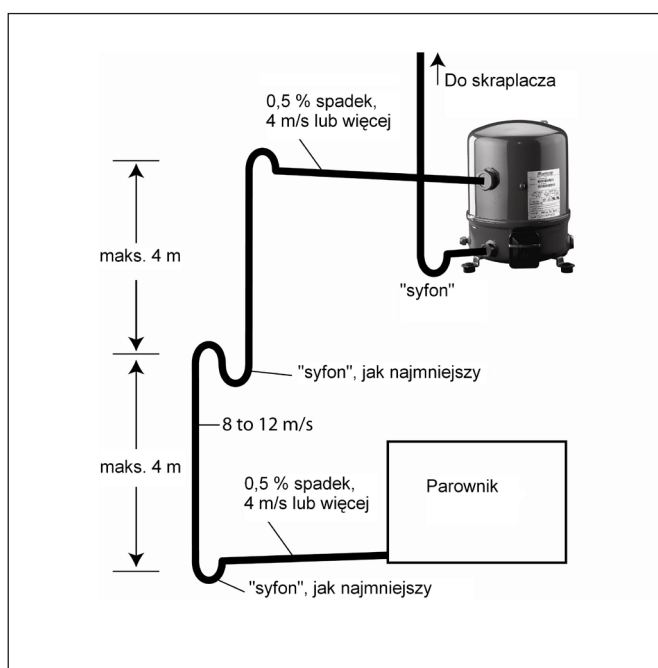 Do skraplacza
0,5 % spadek,
4 m/s lub więcej
maks. 4 m
"syfon"
"syfon", jak najmniejszy
8 to 12 m/s
maks. 4 m
0,5 % spadek,
4 m/s lub więcej
Parownik
"syfon", jak najmniejszy